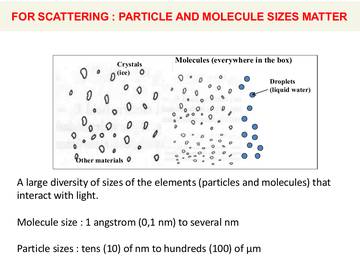 FOR SCATTERING : PARTICLE AND MOLECULE SIZES MATTER
Crystals
(ice)
Molecules (everywhere in the box)
Droplets
(liquid water)
Other materials
A large diversity of sizes of the elements (particles and molecules) that
interact with light.
Molecule size : 1 angstrom (0,1 nm) to several nm
Particle sizes : tens (10) of nm to hundreds (100) of µm